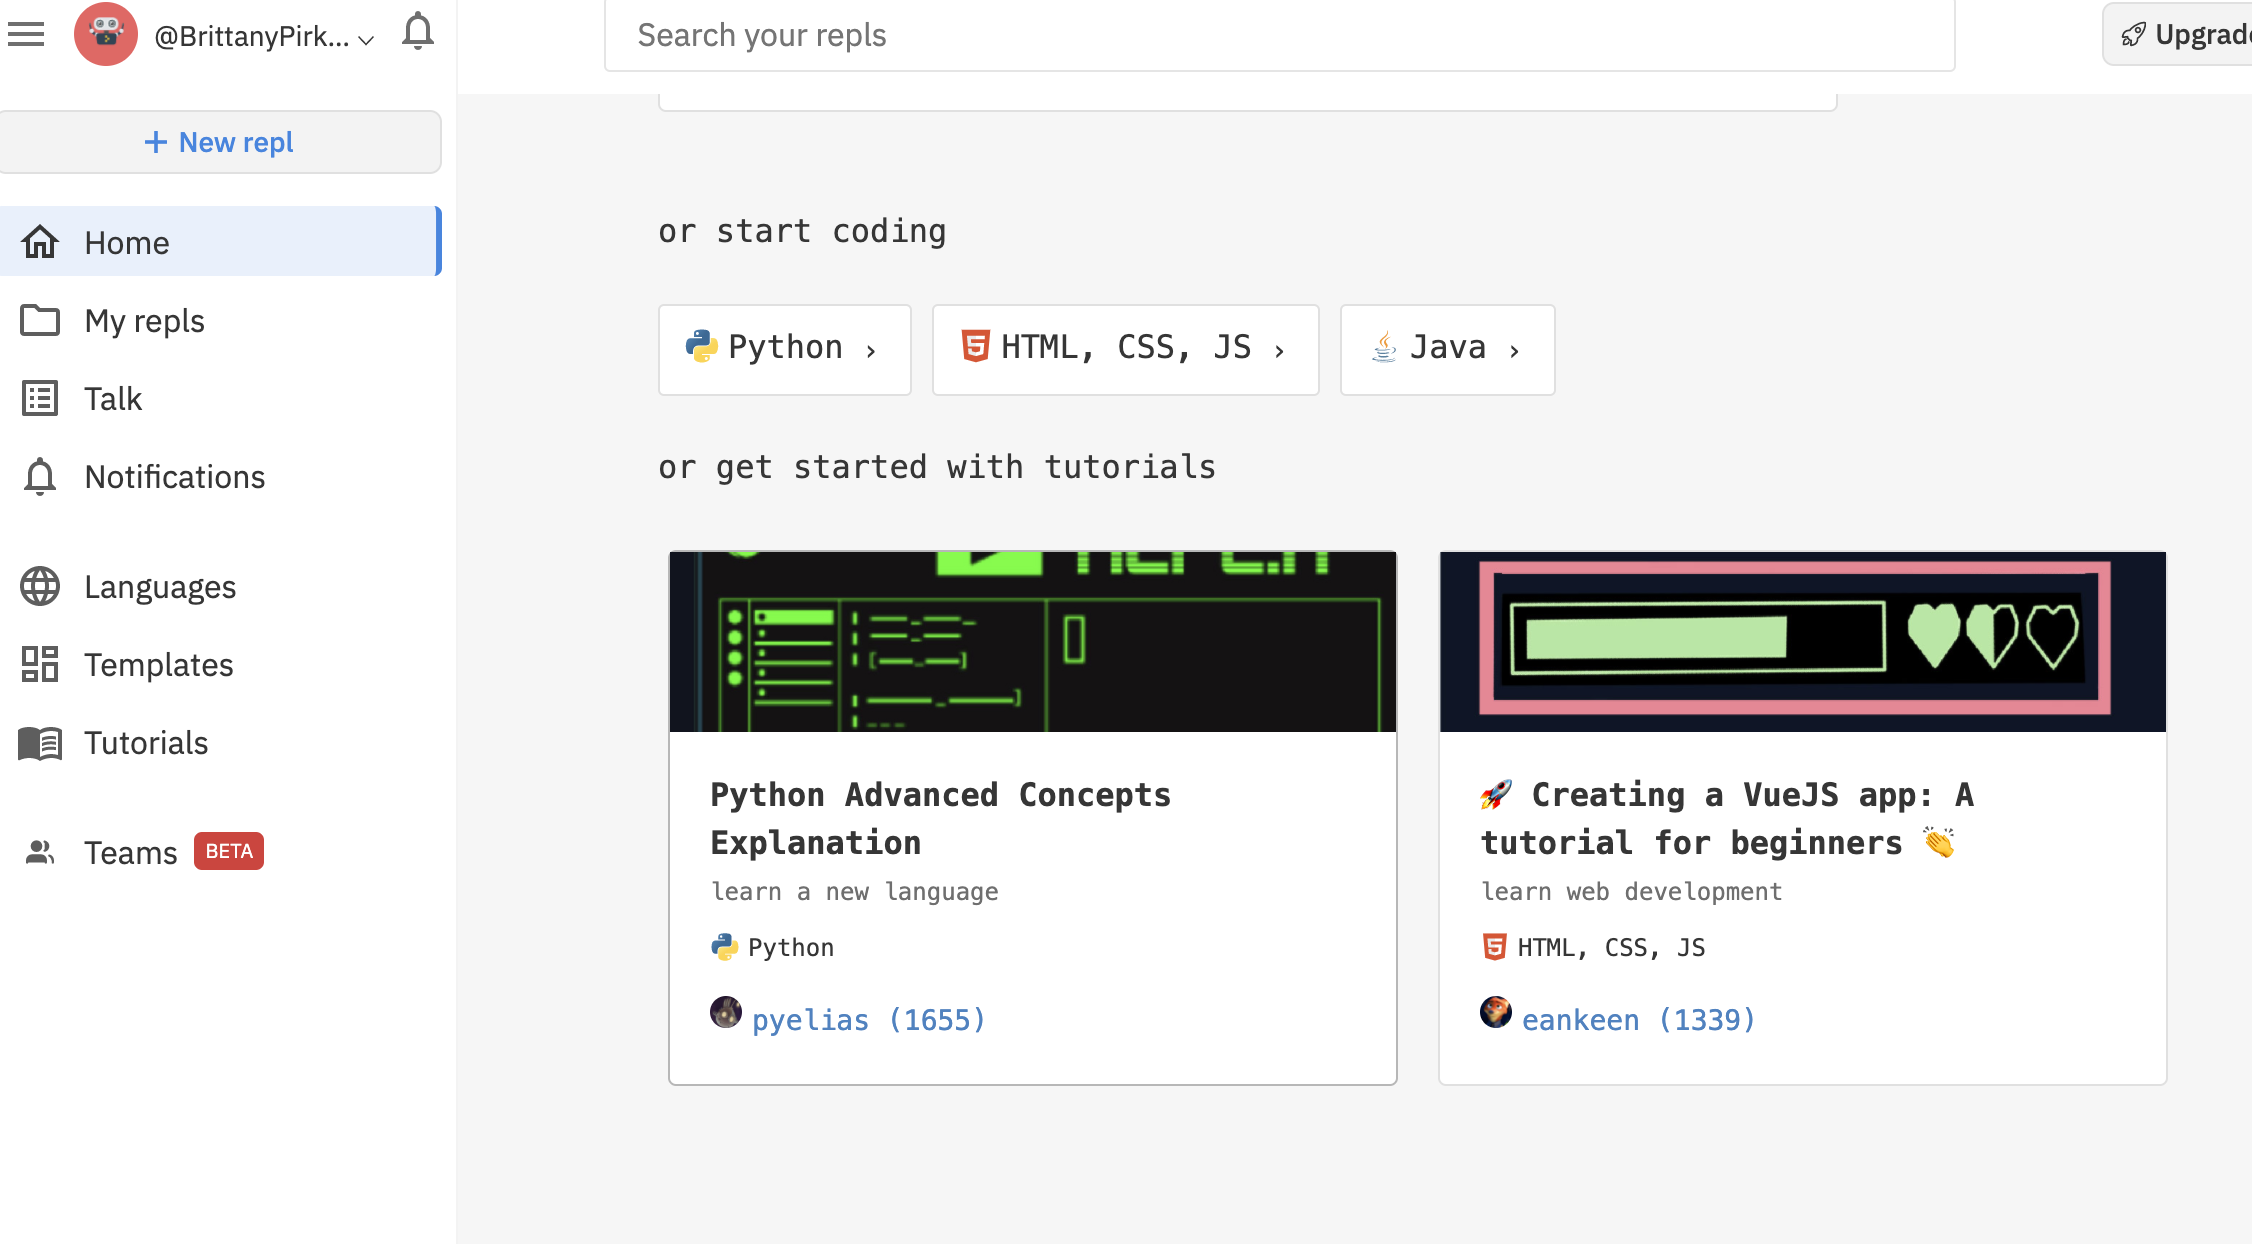 @BrittanyPirk...
Search your repls
+ New repl
Home
My repls
Talk
Notifications
Languages
Templates
Tutorials
Teams BETA
or start coding
Python ›
HTML, CSS, JS ›
Java ›
or get started with tutorials
Python Advanced Concepts
Explanation
learn a new language
Python
pyelias (1655)
🚀 Creating a VueJS app: A
tutorial for beginners 👏
learn web development
HTML, CSS, JS
eankeen (1339)